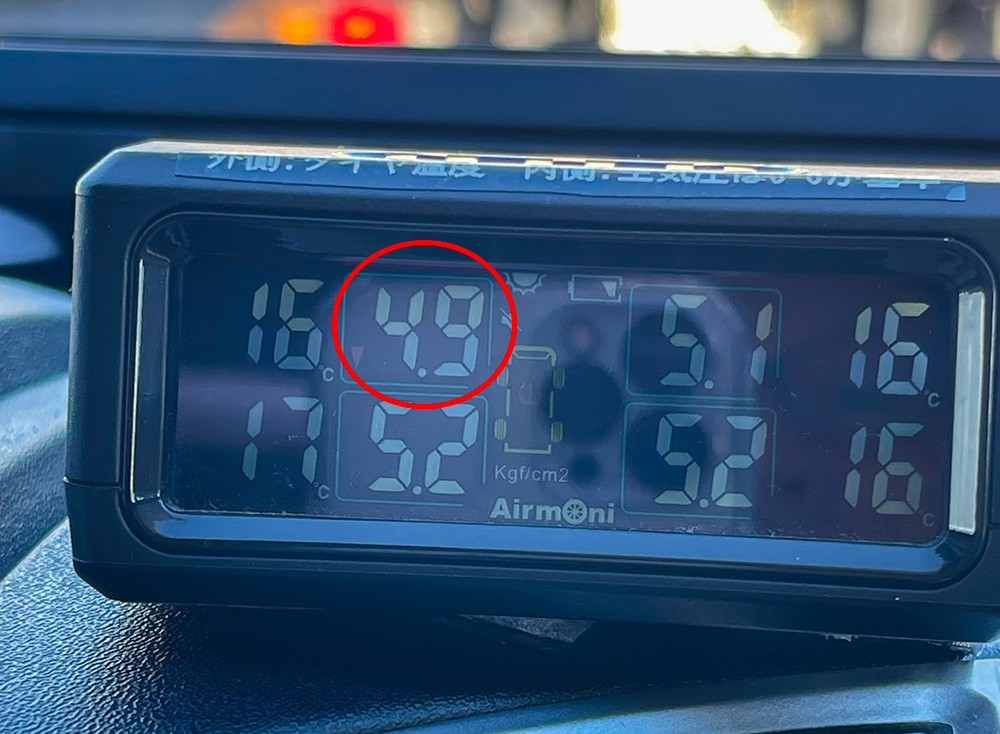 外側:タイヤ温度 内側:空気圧
16°C 4.9 5.1 16°C
17°C 5.2 5.2 16°C
Kgf/cm2
Airmoni